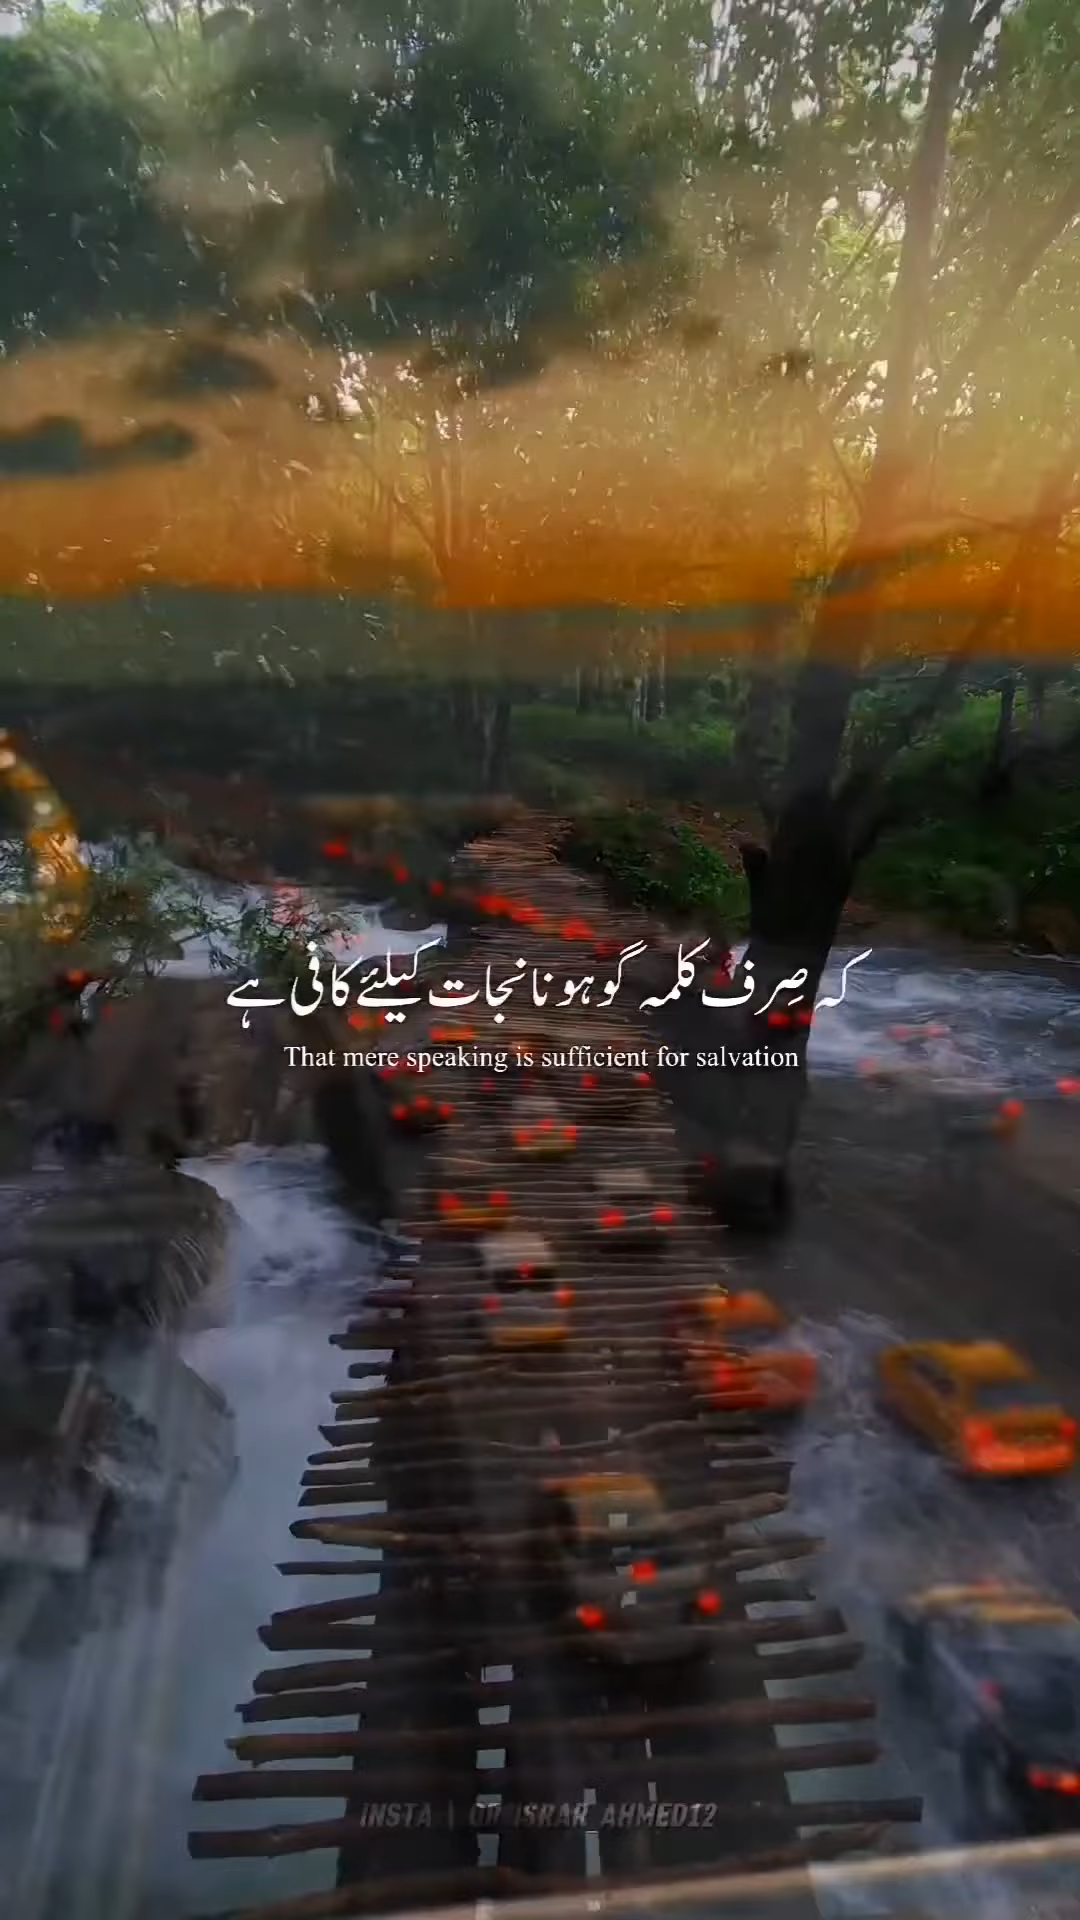 کہ صِرف کلمہ گو ہونا نجات کیلئے کافی ہے
That mere speaking is sufficient for salvation
INSTA | DR ISRAR_AHMED12